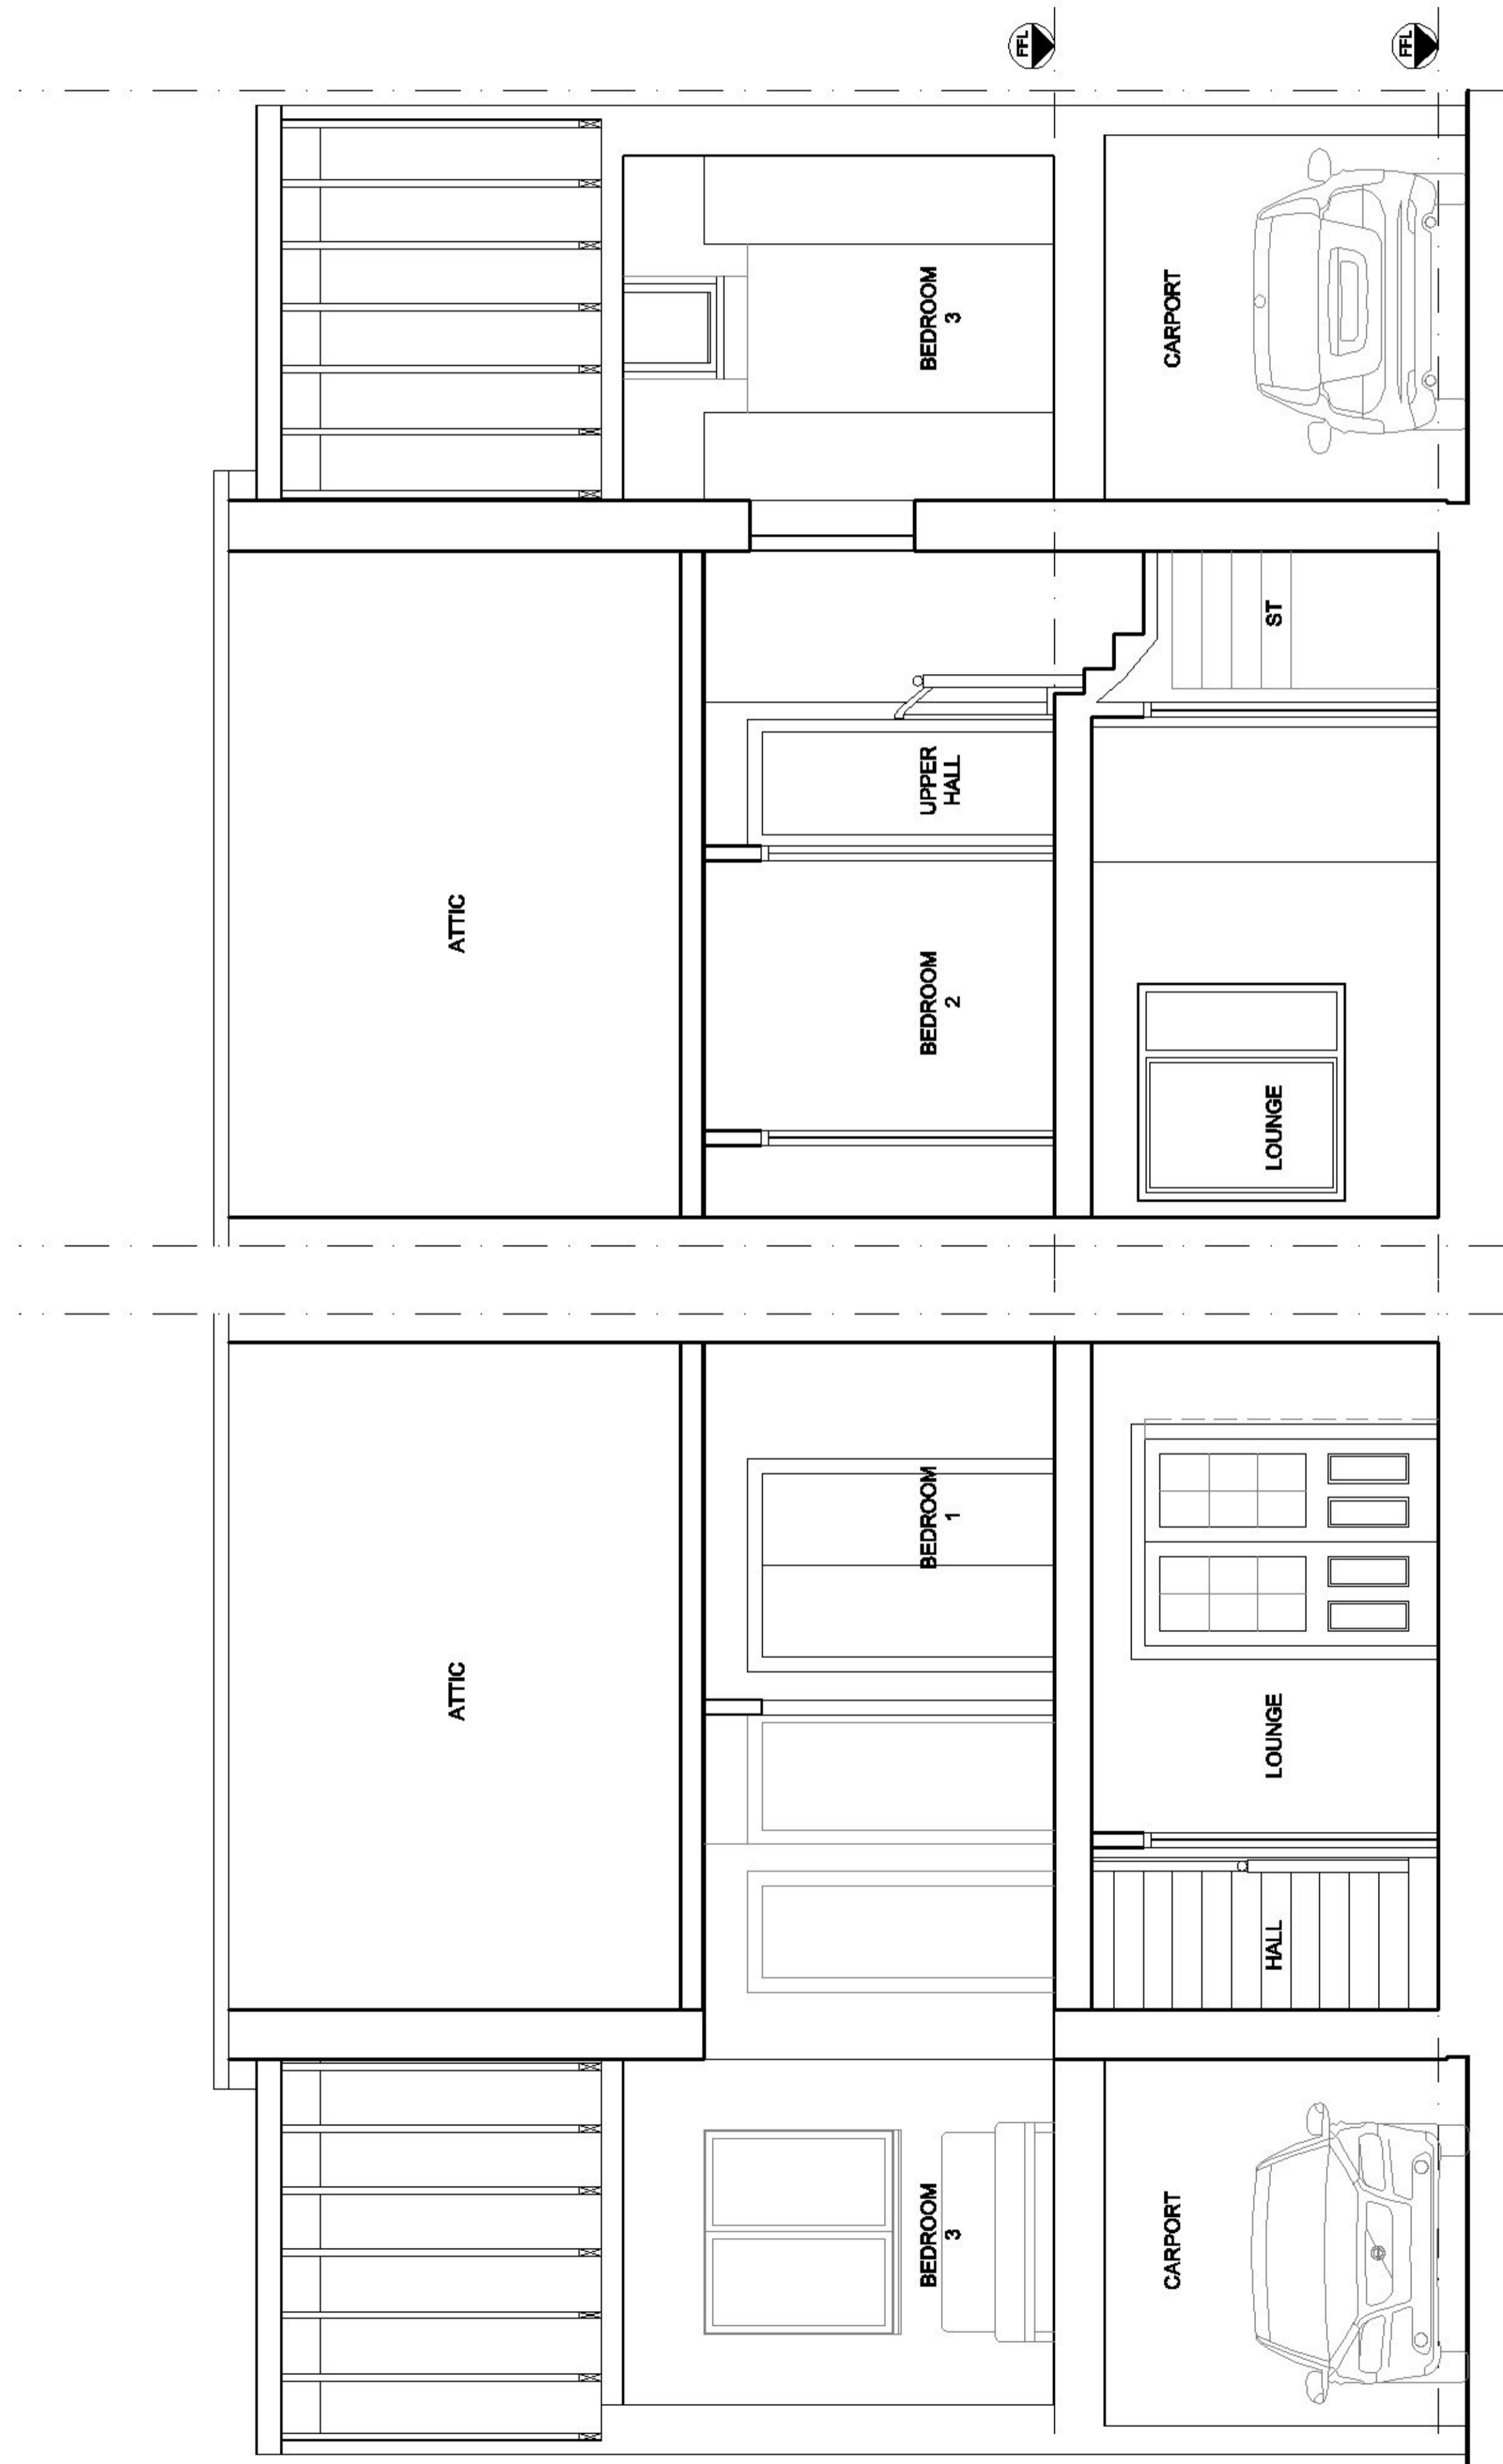 ATTIC
BEDROOM
1
BEDROOM
3
LOUNGE
HALL
CARPORT
ATTIC
BEDROOM
3
UPPER
HALL
BEDROOM
2
CARPORT
ST
LOUNGE
FFL
FFL